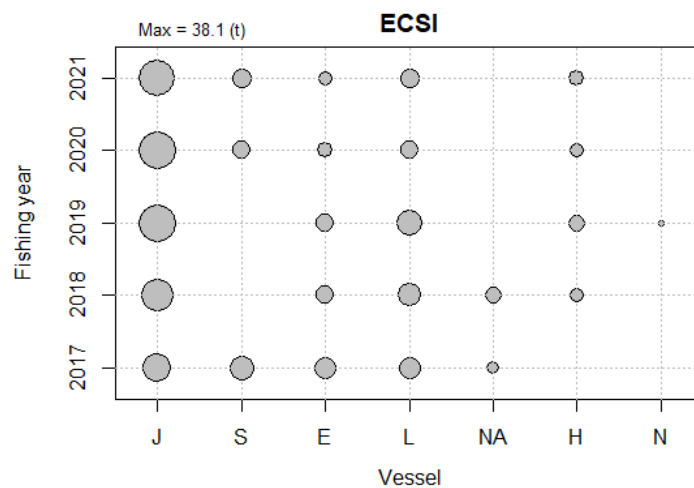 Max = 38.1 (t)
ECSI
Fishing year
2021
2020
2019
2018
2017
J S E L NA H N
Vessel